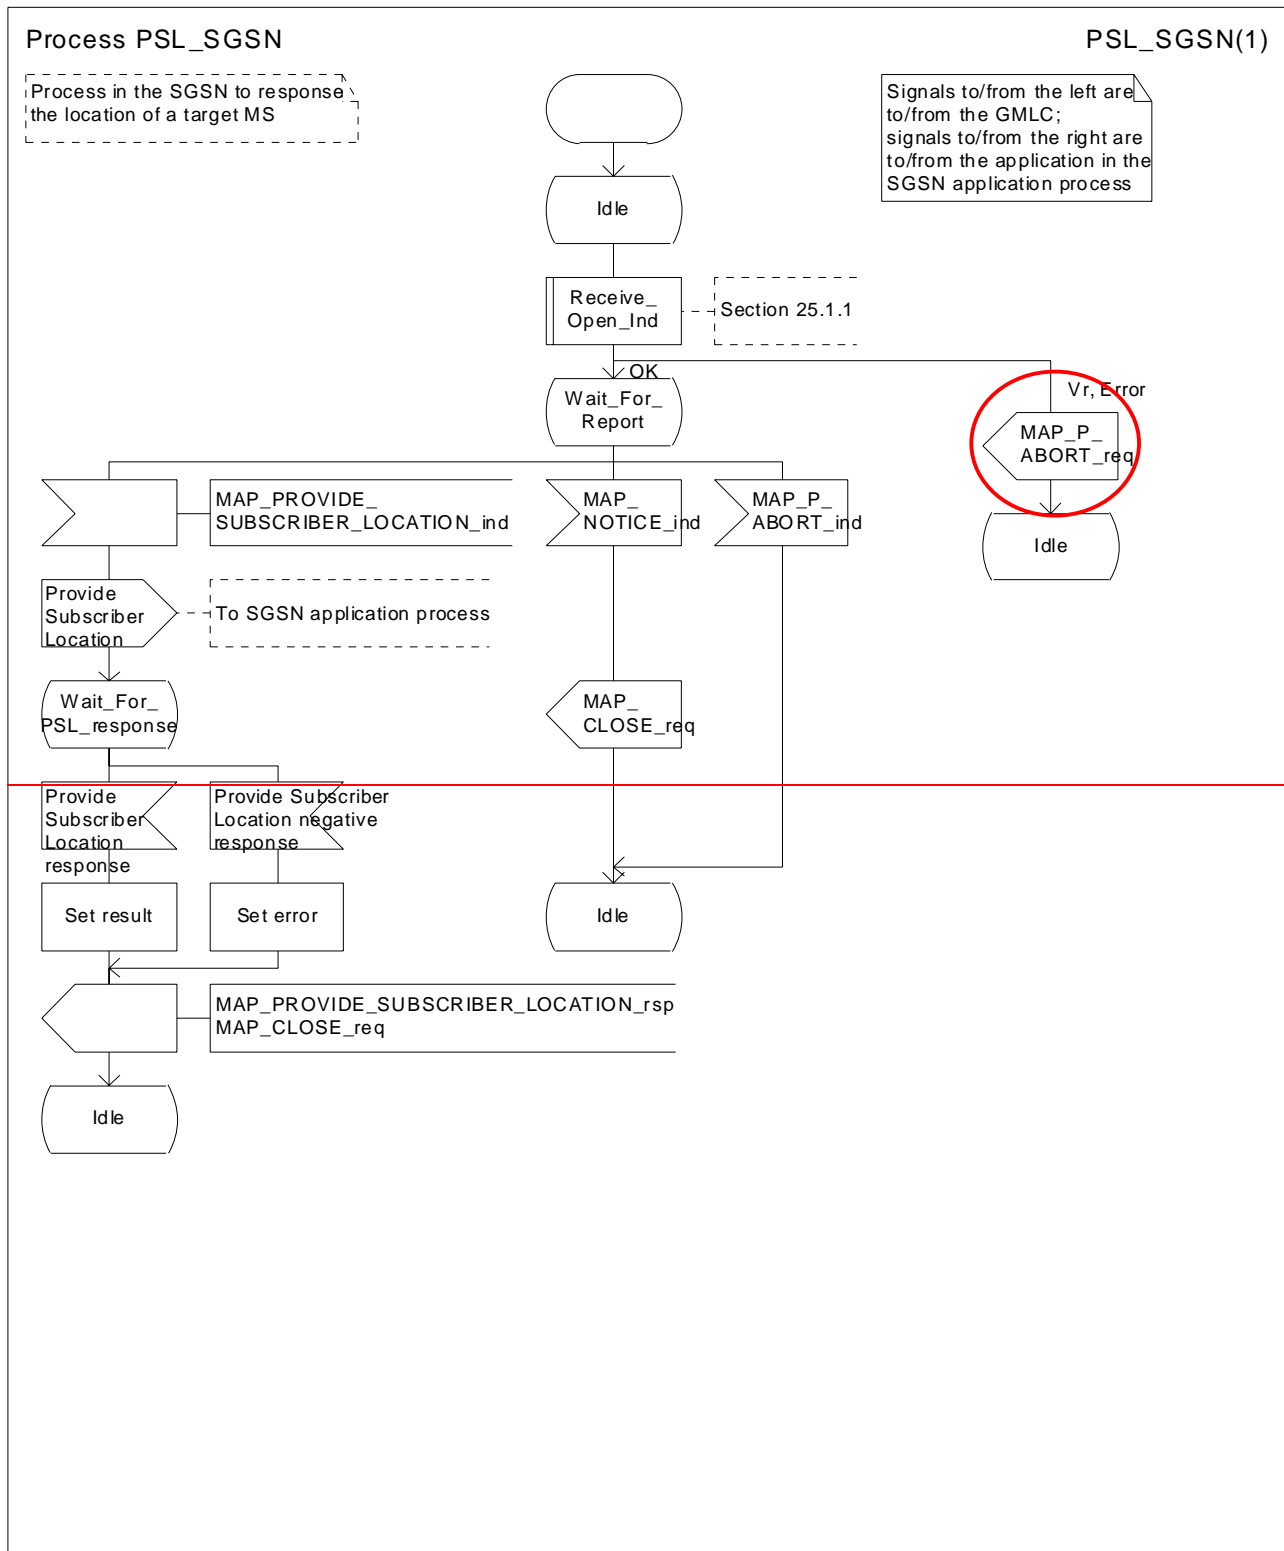 Process PSL_SGSN
PSL_SGSN(1)
Process in the SGSN to response
the location of a target MS
Signals to/from the left are
to/from the GMLC;
signals to/from the right are
to/from the application in the
SGSN application process
Idle
Receive_
Open_Ind
Section 25.1.1
OK
Vr, Error
Wait_For_
Report
MAP_P_
ABORT_req
MAP_PROVIDE_
SUBSCRIBER_LOCATION_ind
MAP_
NOTICE_ind
MAP_P_
ABORT_ind
Idle
Provide
Subscriber
Location
To SGSN application process
Wait_For_
PSL_response
MAP_
CLOSE_req
Provide
Subscriber
Location
response
Provide Subscriber
Location negative
response
Set result
Set error
Idle
MAP_PROVIDE_SUBSCRIBER_LOCATION_rsp
MAP_CLOSE_req
Idle